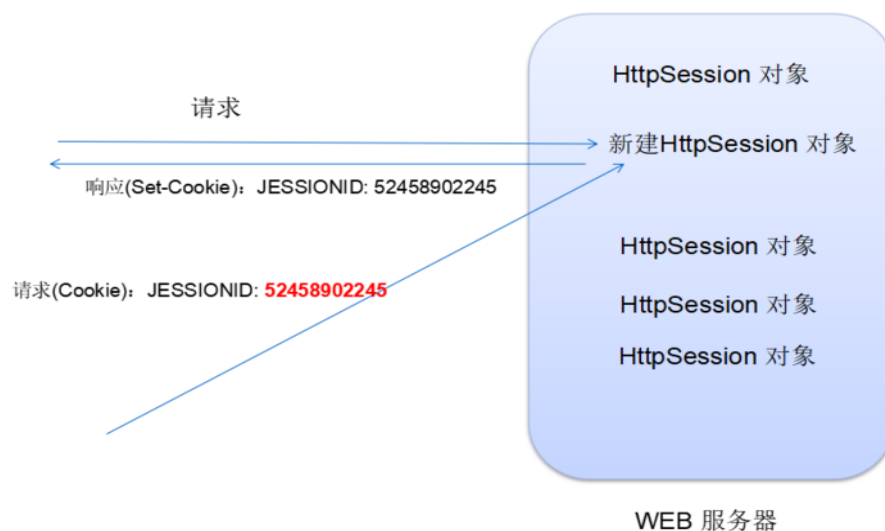 HttpSession 对象
请求
新建HttpSession 对象
响应(Set-Cookie)：JESSIONID: 52458902245
HttpSession 对象
请求(Cookie)：JESSIONID: 52458902245
HttpSession 对象
HttpSession 对象
WEB 服务器